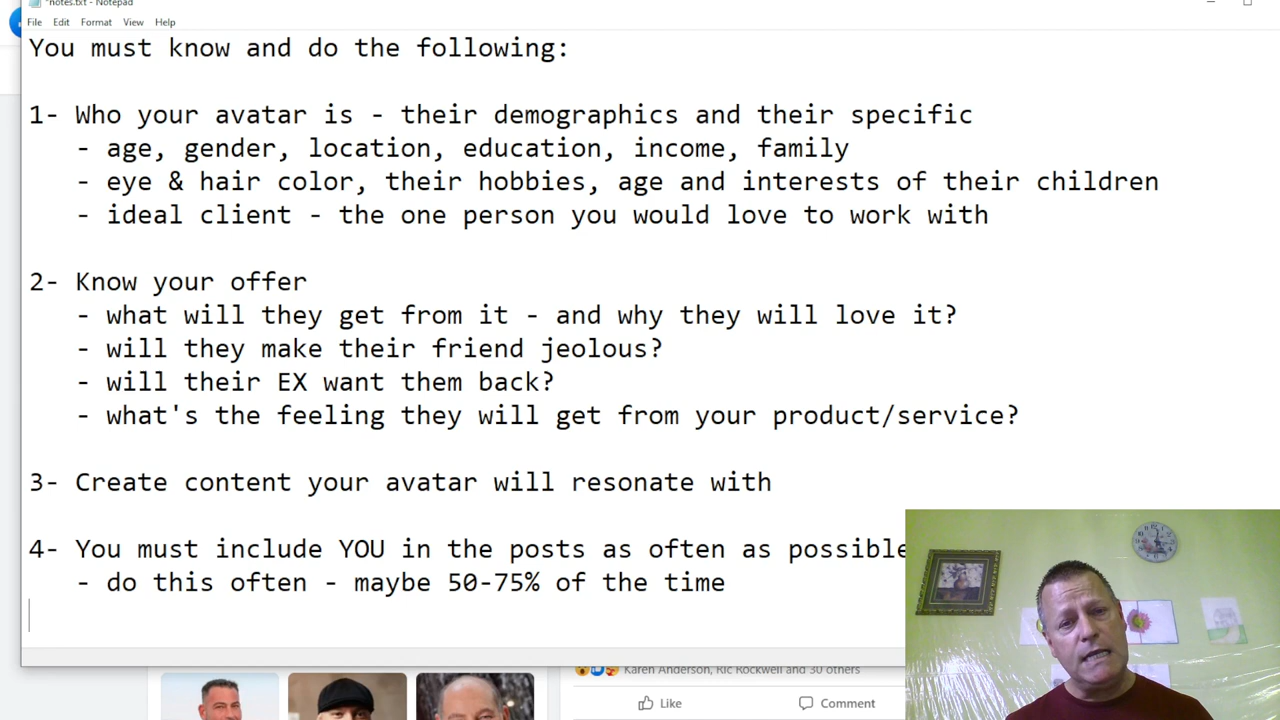 *notes.txt - Notepad
File Edit Format View Help
You must know and do the following:
1- Who your avatar is - their demographics and their specific
- age, gender, location, education, income, family
- eye & hair color, their hobbies, age and interests of their children
- ideal client - the one person you would love to work with
2- Know your offer
- what will they get from it - and why they will love it?
- will they make their friend jeolous?
- will their EX want them back?
- what's the feeling they will get from your product/service?
3- Create content your avatar will resonate with
4- You must include YOU in the posts as often as possible
- do this often - maybe 50-75% of the time
Karen Anderson, Ric Rockwell and 30 others
Like Comment